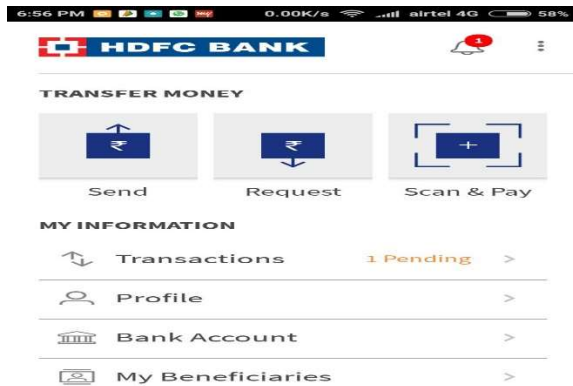 6:56 PM 0.00K/s airtel 4G 58%
HDFC BANK
1
TRANSFER MONEY
₹ ₹
Send Request Scan & Pay
MY INFORMATION
Transactions 1 Pending >
Profile >
Bank Account >
My Beneficiaries >